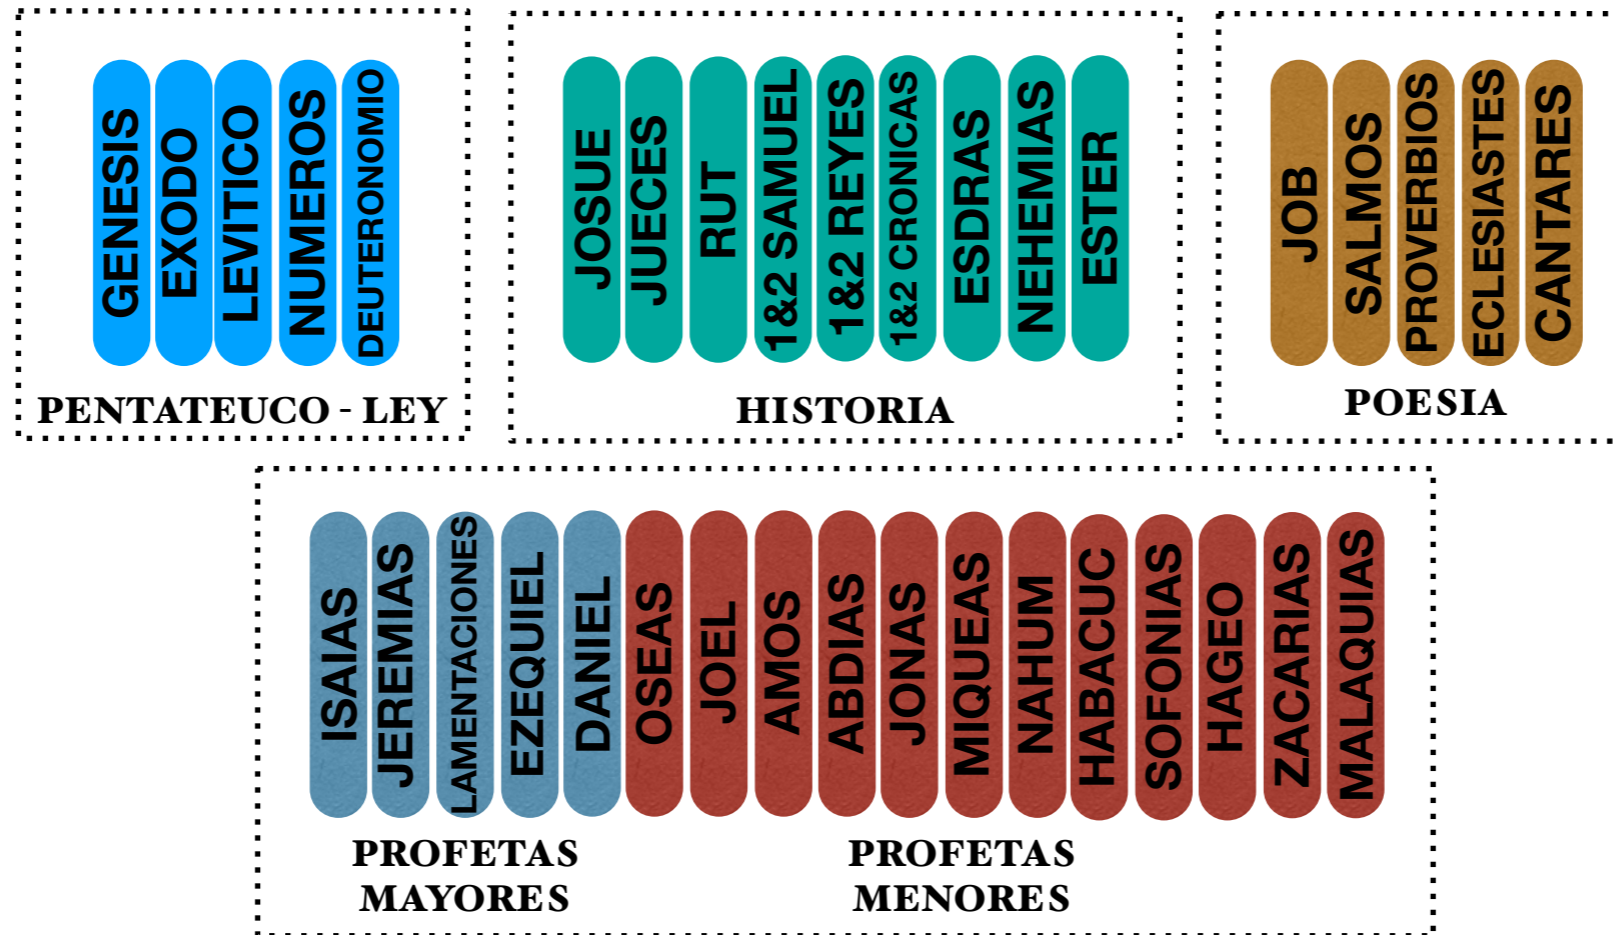 GENESIS
EXODO
LEVITICO
NUMEROS
DEUTERONOMIO
PENTATEUCO - LEY
JOSUE
JUECES
RUT
1&2 SAMUEL
1&2 REYES
1&2 CRONICAS
ESDRAS
NEHEMIAS
ESTER
HISTORIA
JOB
SALMOS
PROVERBIOS
ECLESIASTES
CANTARES
POESIA
ISAIAS
JEREMIAS
LAMENTACIONES
EZEQUIEL
DANIEL
PROFETAS
MAYORES
OSEAS
JOEL
AMOS
ABDIAS
JONAS
MIQUEAS
NAHUM
HABACUC
SOFONIAS
HAGEO
ZACARIAS
MALAQUIAS
PROFETAS
MENORES